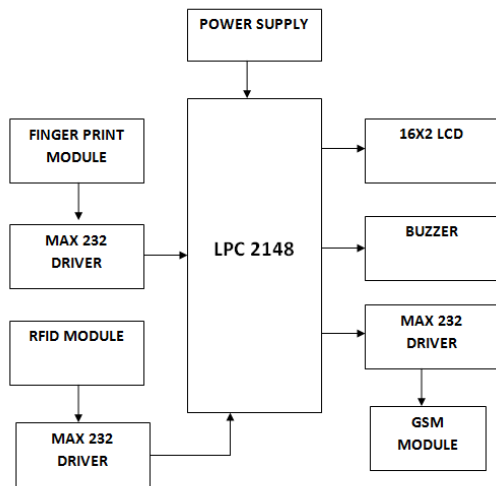 POWER SUPPLY
FINGER PRINT
MODULE
MAX 232
DRIVER
RFID MODULE
MAX 232
DRIVER
LPC 2148
16X2 LCD
BUZZER
MAX 232
DRIVER
GSM
MODULE